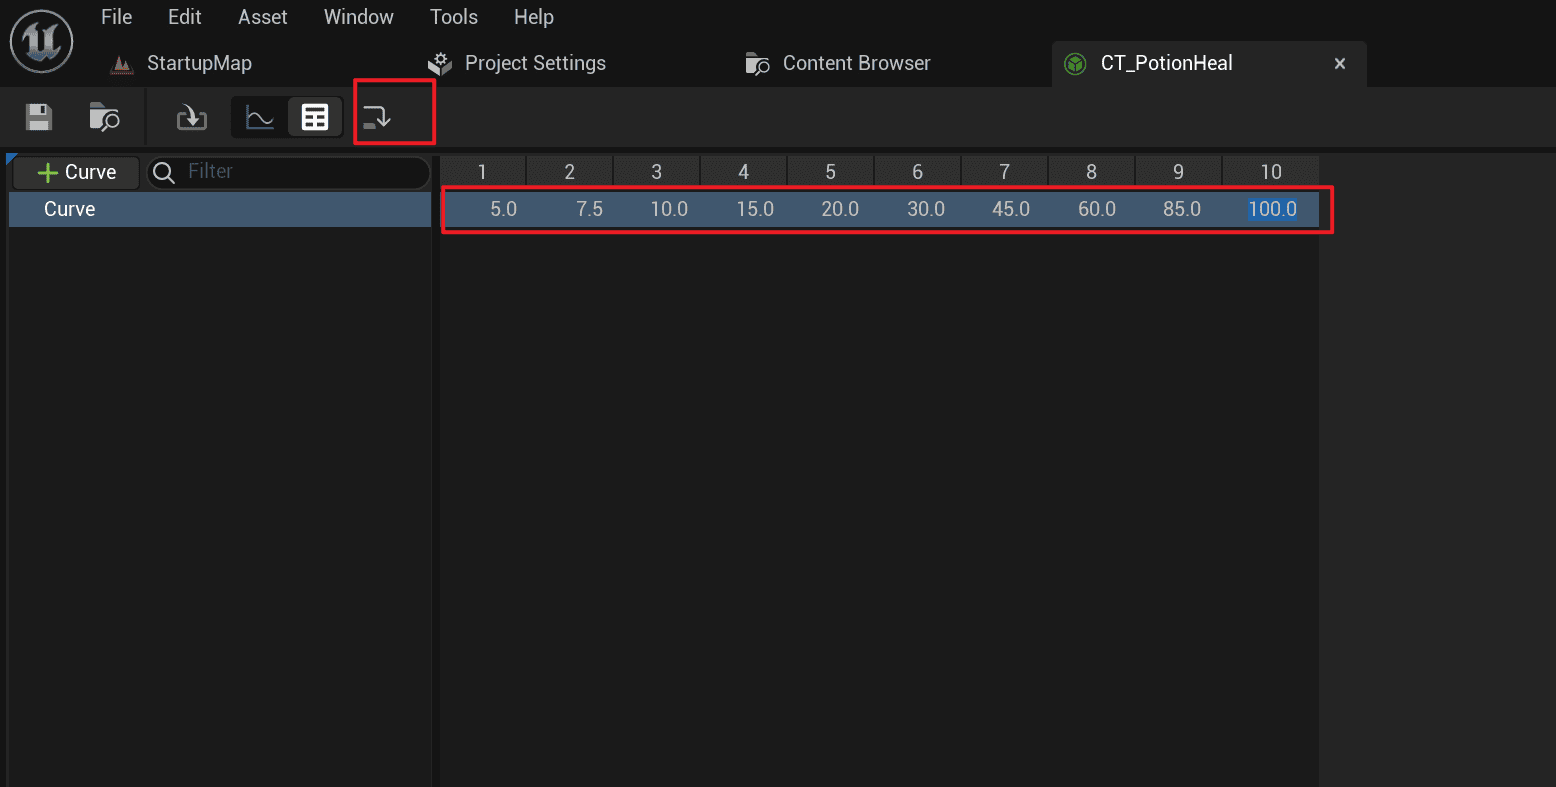 File Edit Asset Window Tools Help
StartupMap Project Settings Content Browser CT_PotionHeal
Curve Filter 1 2 3 4 5 6 7 8 9 10
Curve 5.0 7.5 10.0 15.0 20.0 30.0 45.0 60.0 85.0 100.0